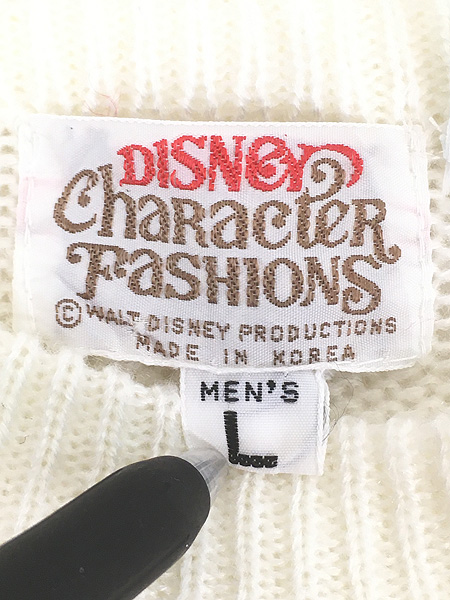 DISNEY
CHaracTER
FaSHIONS
© WALT DISNEY PRODUCTIONS
MADE IN KOREA
MEN'S
L